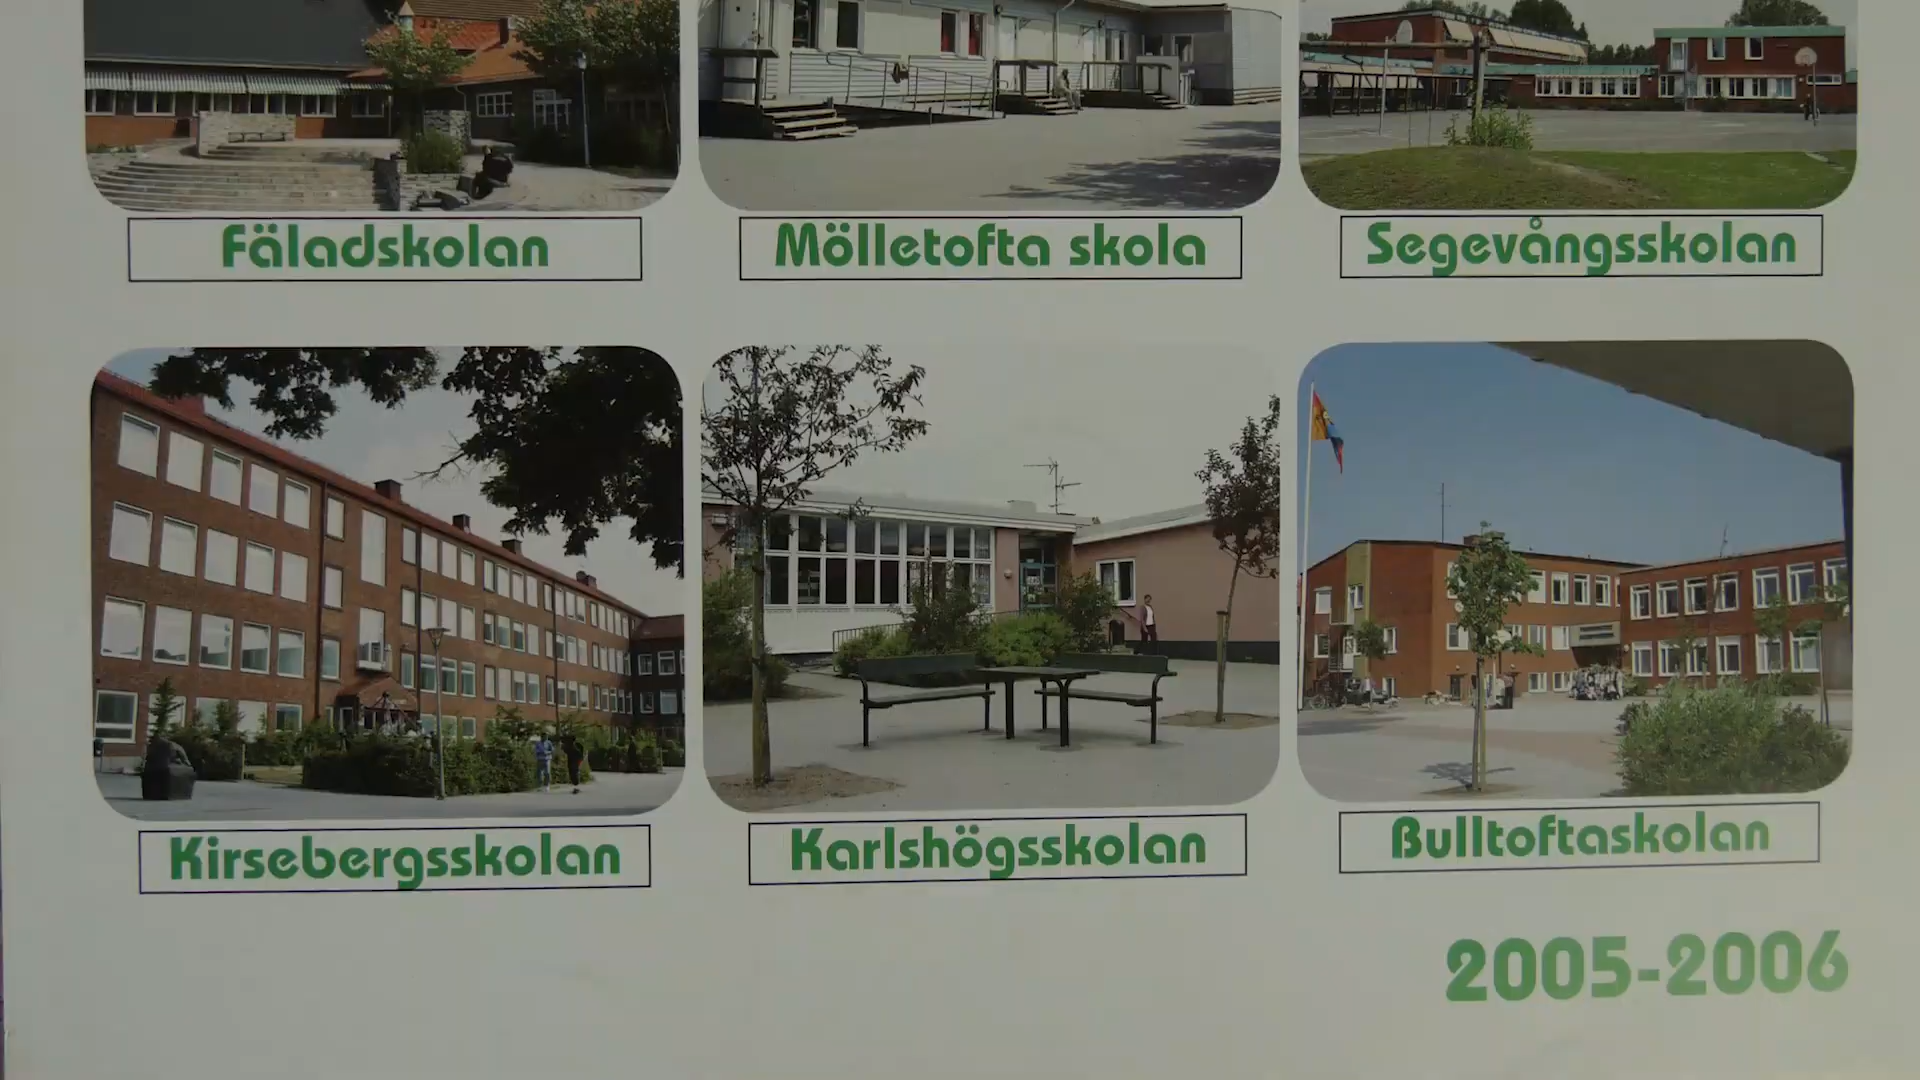 Fäladskolan
Mölletofta skola
Segevångsskolan
Kirsebergsskolan
Karlshögsskolan
Bulltoftaskolan
2005-2006